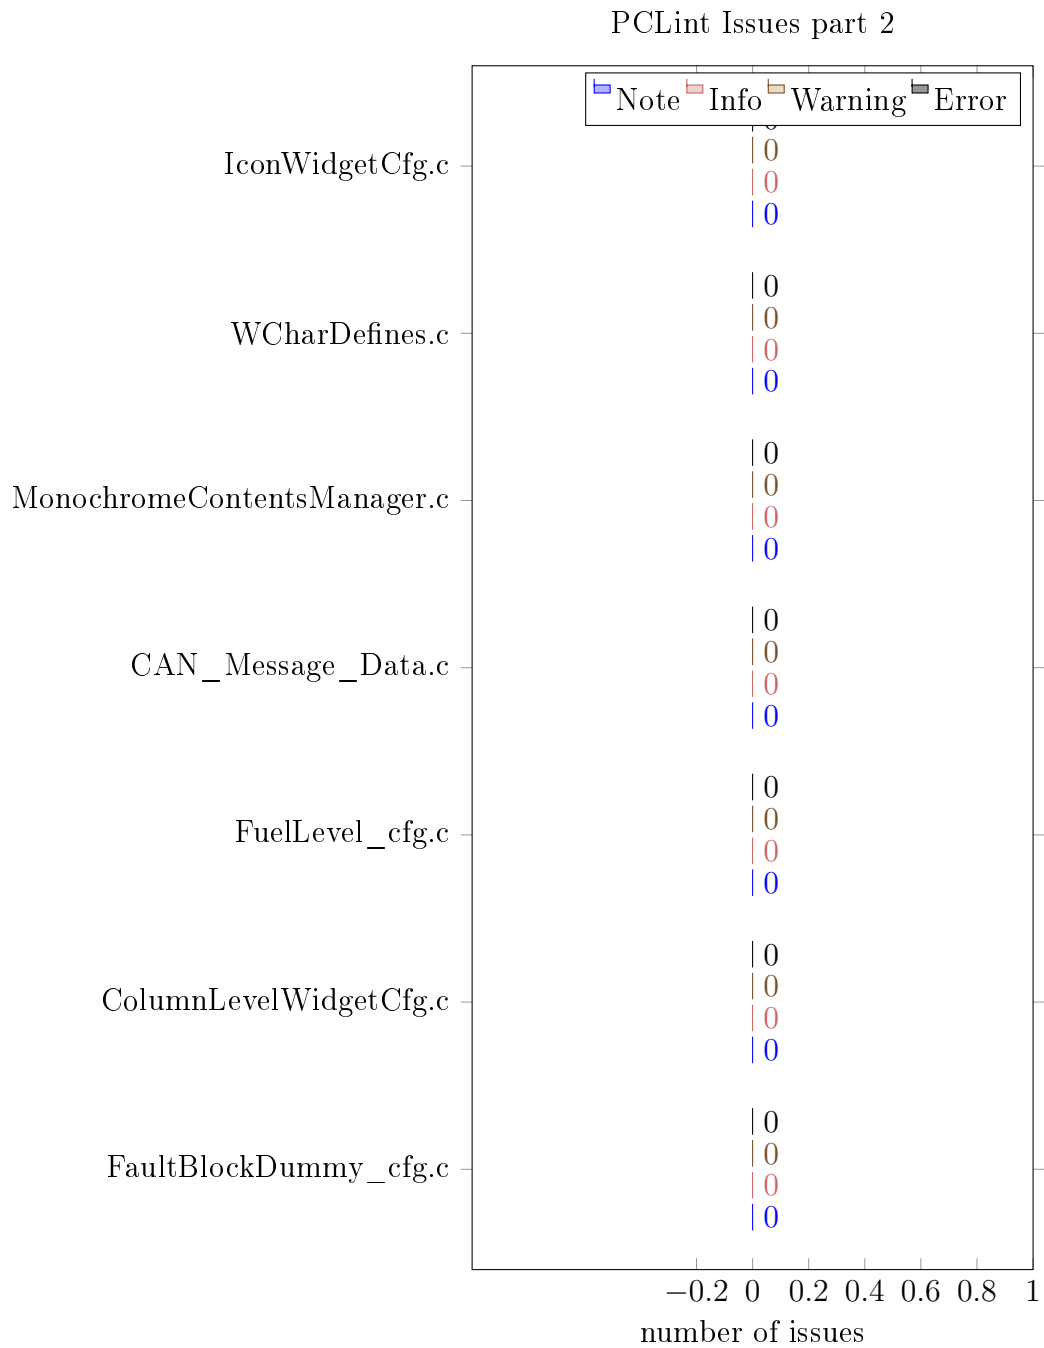 PCLint Issues part 2
Note Info Warning Error
IconWidgetCfg.c
0
0
0
WCharDefines.c
0
0
0
0
MonochromeContentsManager.c
0
0
0
0
CAN_Message_Data.c
0
0
0
0
FuelLevel_cfg.c
0
0
0
0
ColumnLevelWidgetCfg.c
0
0
0
0
FaultBlockDummy_cfg.c
0
0
0
0
−0.2 0 0.2 0.4 0.6 0.8 1
number of issues